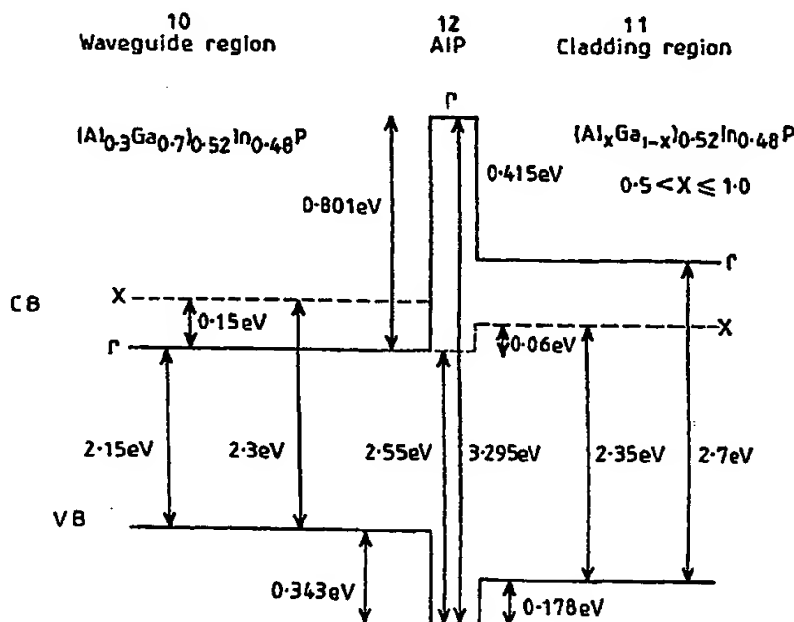 10
Waveguide region
12
AlP
11
Cladding region
(Al0·3Ga0·7)0·52In0·48P
Γ
(AlxGa1-x)0·52In0·48P
0·5 < X ≤ 1·0
0·801eV
0·415eV
Γ
CB
X
0·15eV
X
0·06eV
Γ
2·15eV
2·3eV
2·55eV
3·295eV
2·35eV
2·7eV
VB
0·343eV
0·178eV